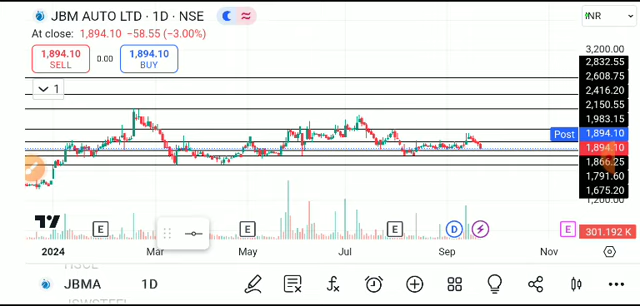 JBM AUTO LTD · 1D · NSE
INR
At close: 1,894.10 −58.55 (−3.00%)
1,894.10
SELL
0.00
1,894.10
BUY
1
3,200.00
2,832.55
2,608.75
2,416.20
2,150.55
1,983.15
Post 1,894.10
1,894.10
1,866.25
1,791.60
1,675.20
1,200.00
301.192 K
E E E D E
2024 Mar May Jul Sep Nov
JBMA 1D